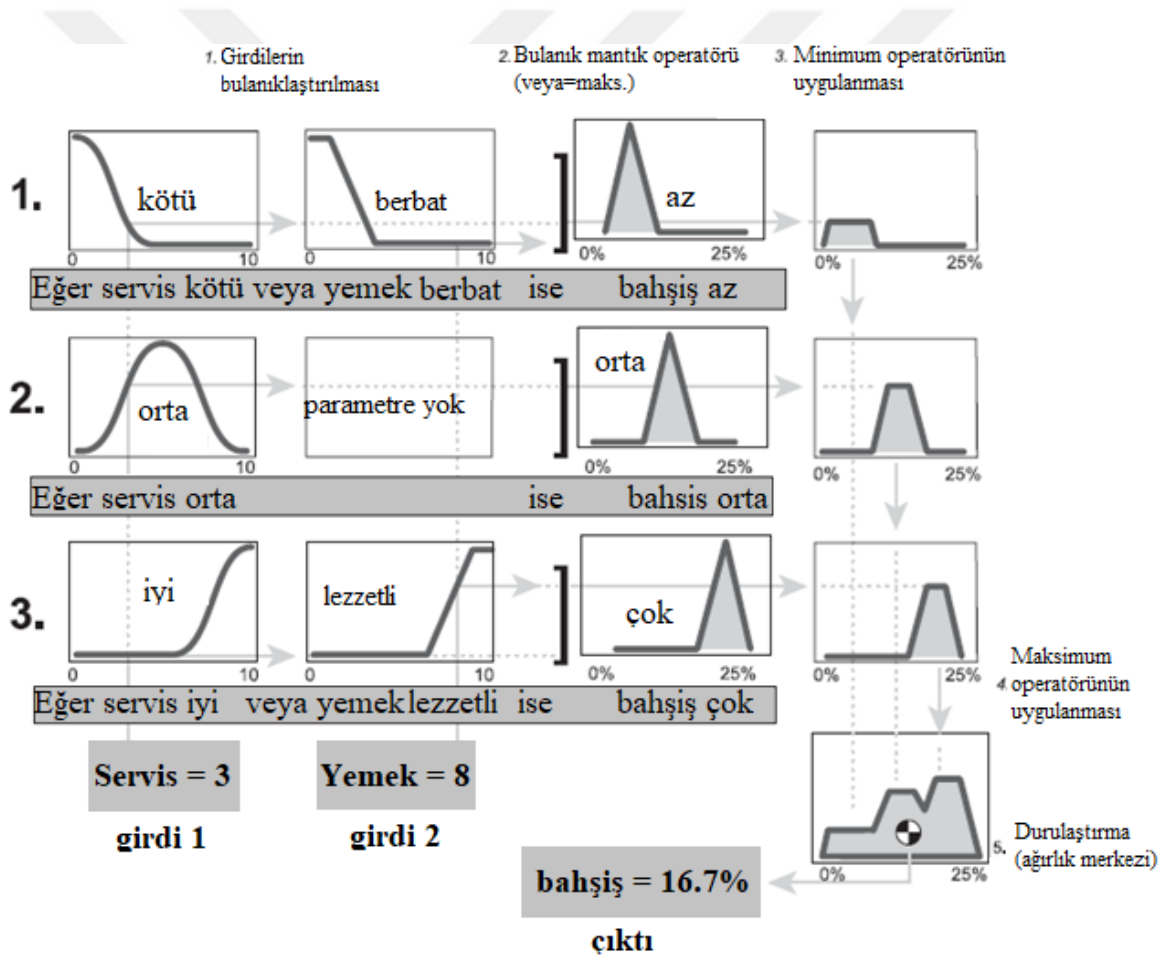 1. Girdilerin
bulanıklaştırılması
2. Bulanık mantık operatörü
(veya=maks.)
3. Minimum operatörünün
uygulanması
1.
kötü
berbat
az
0 10
0 10
0% 25%
0% 25%
Eğer servis kötü veya yemek berbat ise bahşiş az
2.
orta
parametre yok
orta
0 10
0% 25%
0% 25%
Eğer servis orta ise bahsis orta
3.
iyi
lezzetli
çok
0 10
0 10
0% 25%
0% 25%
Eğer servis iyi veya yemek lezzetli ise bahşiş çok
Maksimum
4. operatörünün
uygulanması
Servis = 3
Yemek = 8
girdi 1
girdi 2
5. Durulaştırma
(ağırlık merkezi)
0% 25%
bahşiş = 16.7%
çıktı